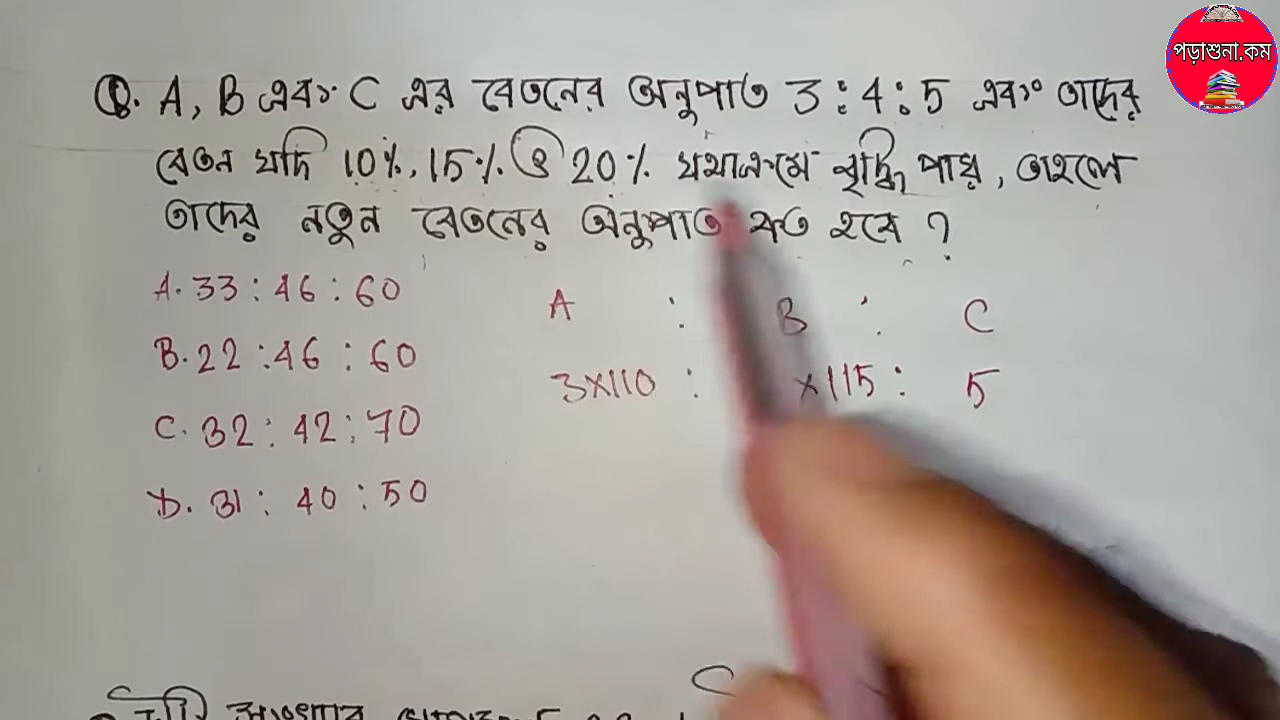 পড়াশুনা.কম
Q. A, B এবং C এর বেতনের অনুপাত 3:4:5 এবং তাদের
বেতন যদি 10%, 15% ও 20% যথাক্রমে বৃদ্ধি পায়, তাহলে
তাদের নতুন বেতনের অনুপাত কত হবে ?
A. 33 : 46 : 60
B. 22 : 46 : 60
C. 32 : 42 : 70
D. 31 : 40 : 50
A : B : C
3×110 : ×115 : 5